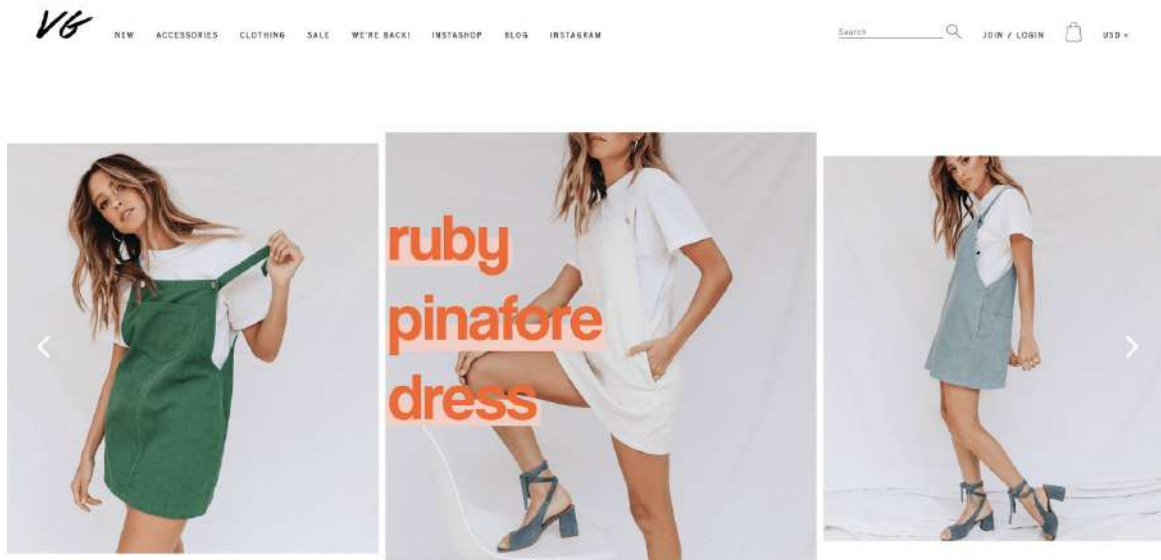 VG
NEW ACCESSORIES CLOTHING SALE WE'RE BACK! INSTASHOP BLOG INSTAGRAM
Search JOIN / LOGIN USD
ruby
pinafore
dress